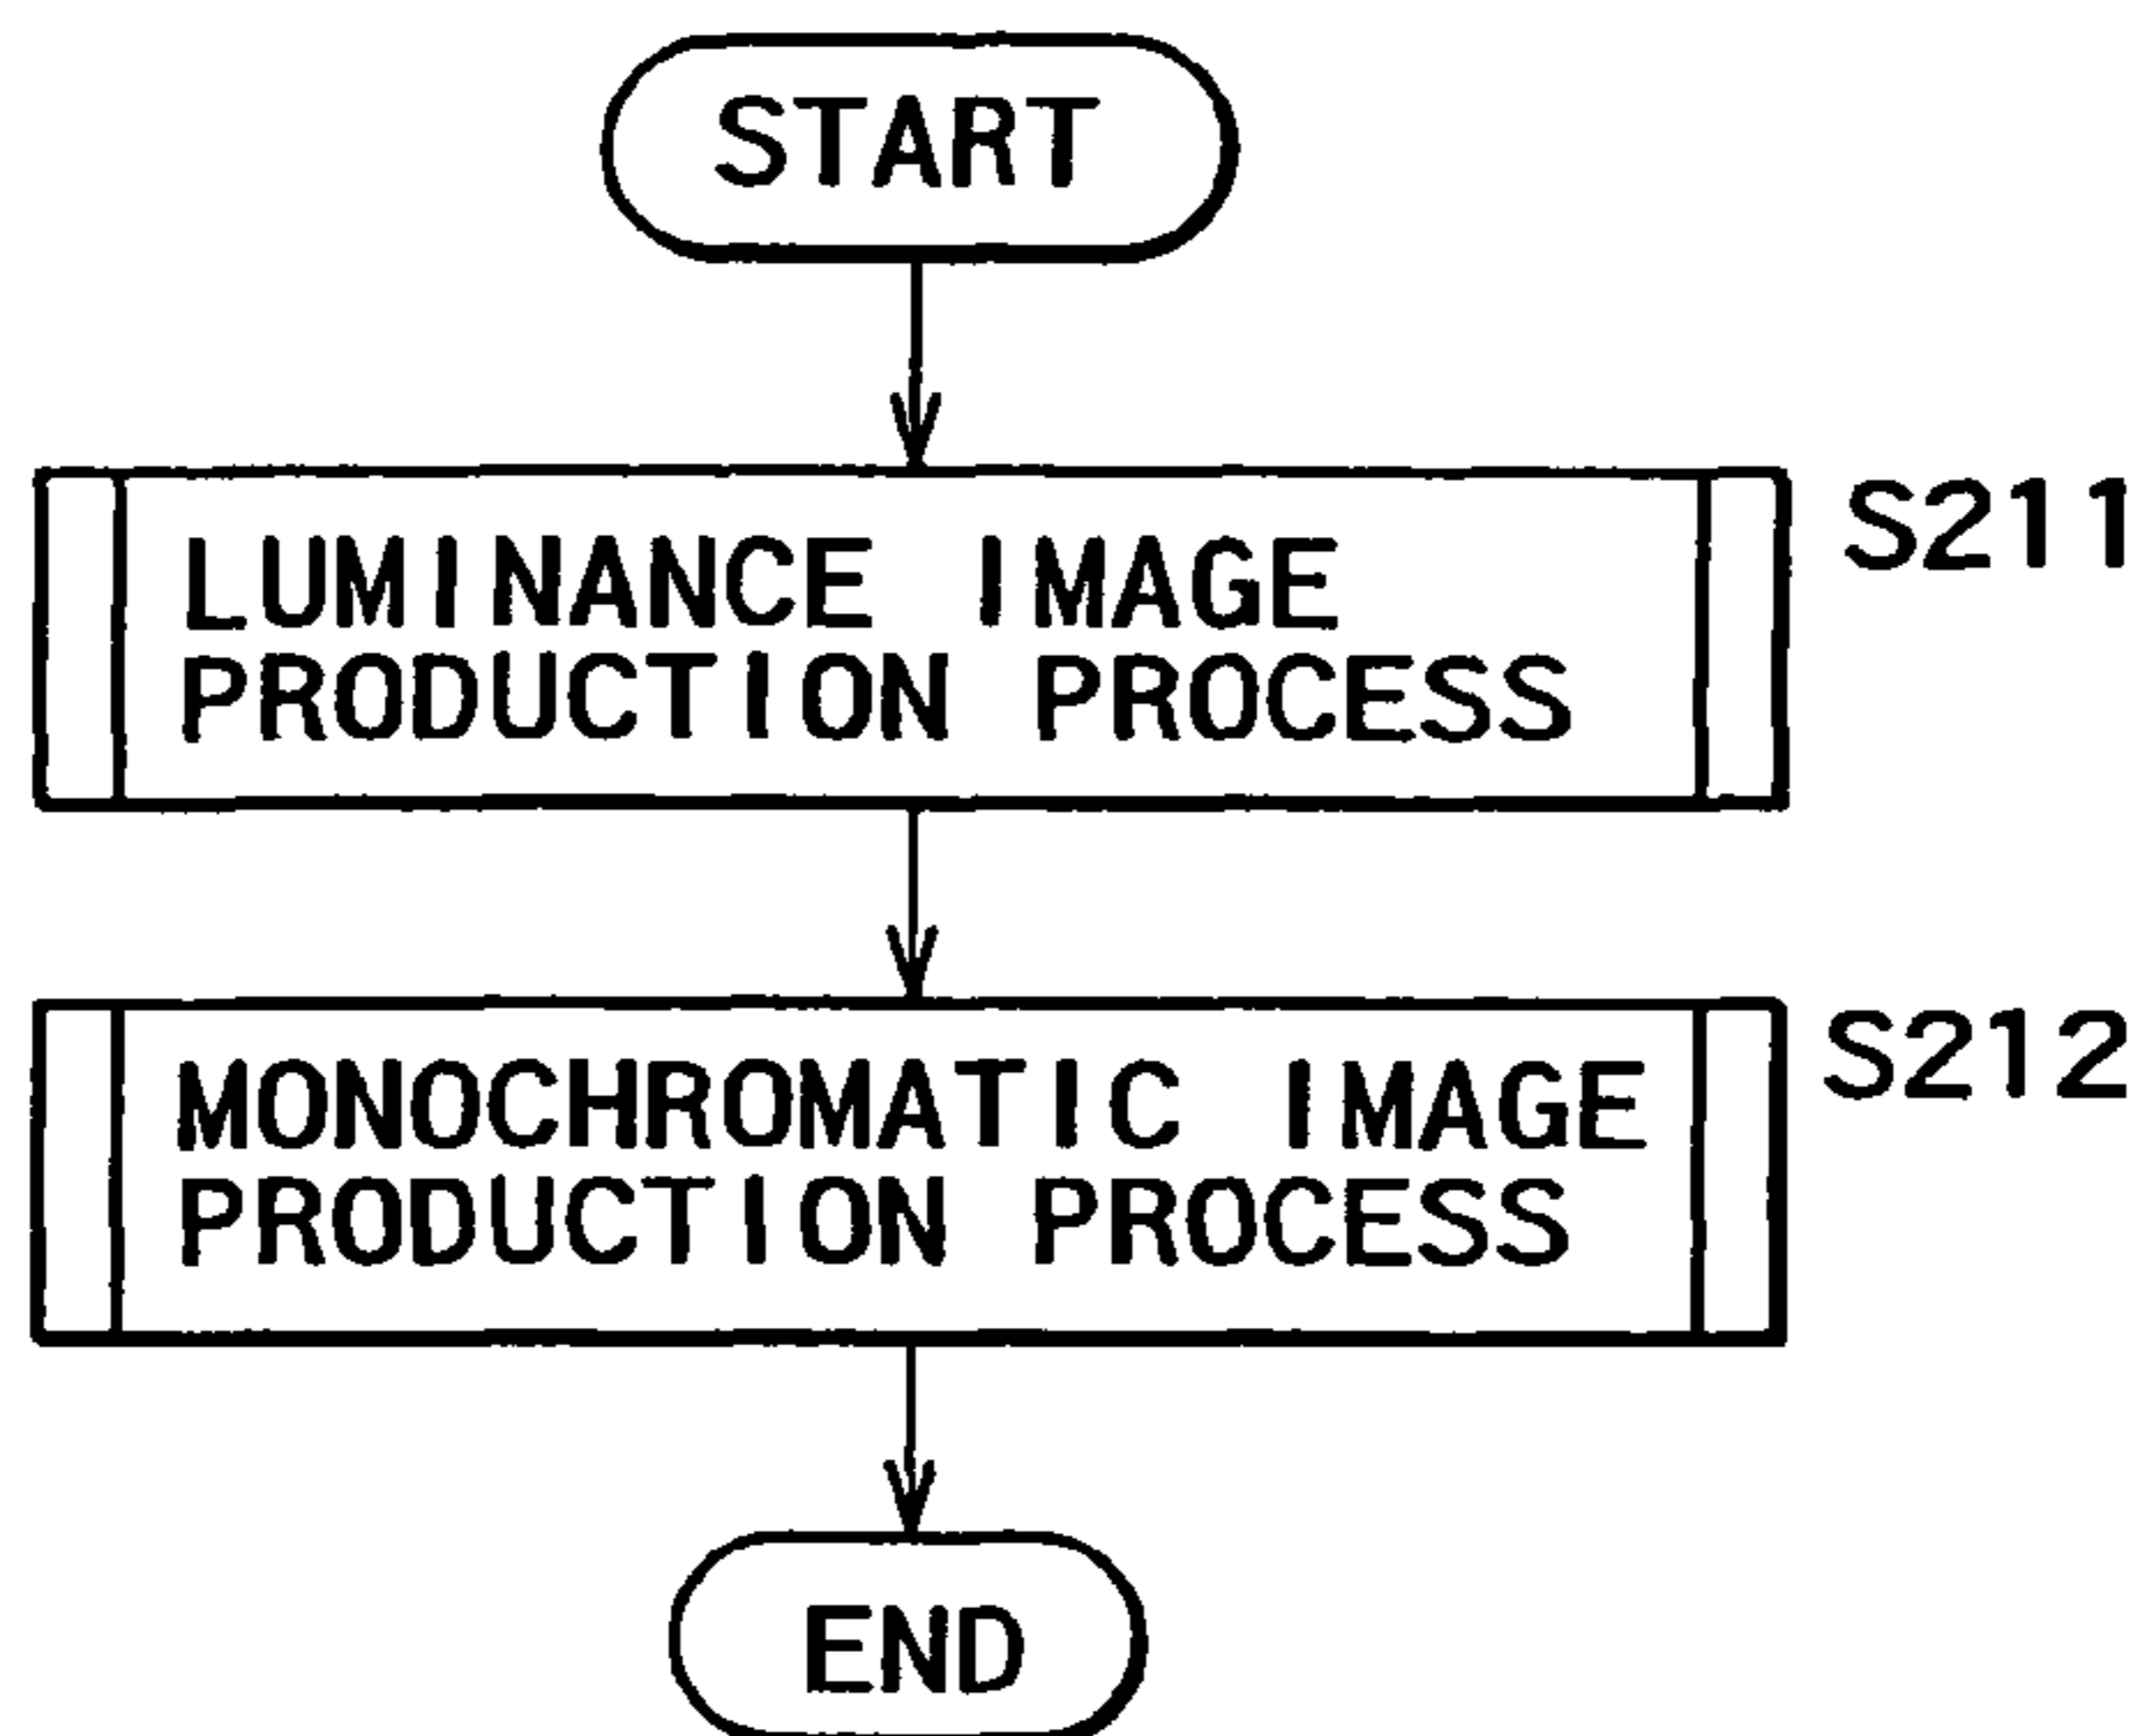 START
S211
LUMINANCE IMAGE
PRODUCTION PROCESS
S212
MONOCHROMATIC IMAGE
PRODUCTION PROCESS
END